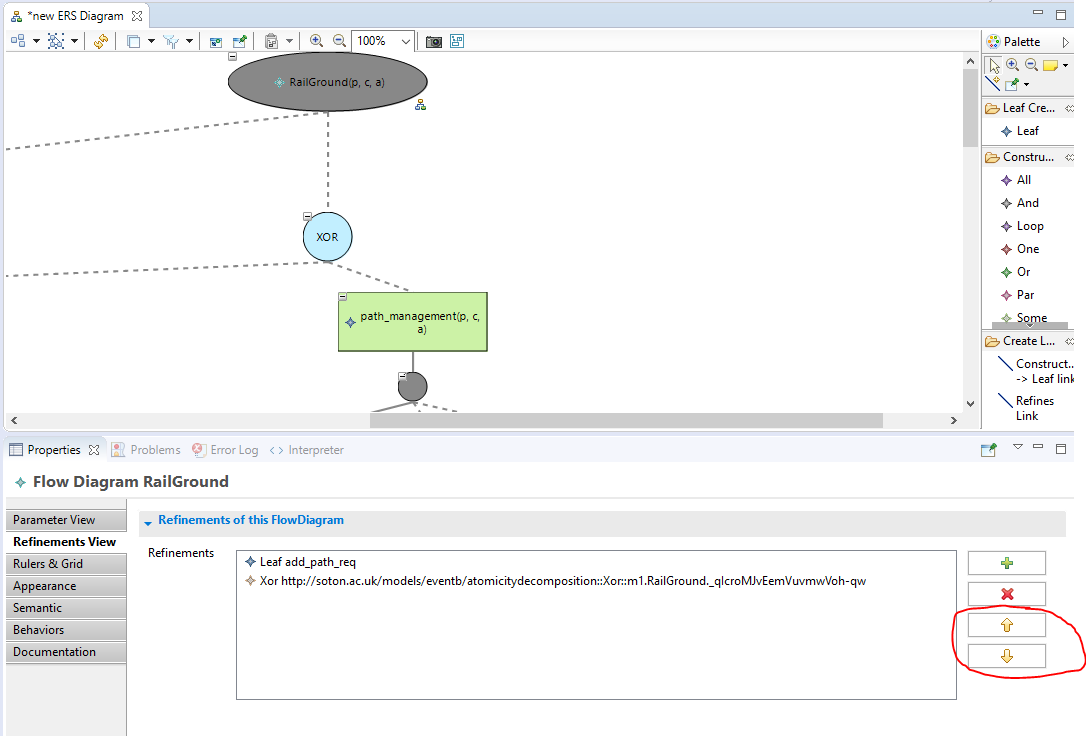 *new ERS Diagram
100%
Palette
RailGround(p, c, a)
Leaf Cre...
Leaf
Constru...
All
And
Loop
One
Or
Par
Some
XOR
path_management(p, c,
a)
Create L...
Construct...
-> Leaf link
Refines
Link
Properties
Problems
Error Log
Interpreter
Flow Diagram RailGround
Parameter View
Refinements View
Rulers & Grid
Appearance
Semantic
Behaviors
Documentation
Refinements of this FlowDiagram
Refinements
Leaf add_path_req
Xor http://soton.ac.uk/models/eventb/atomicitydecomposition::Xor::m1.RailGround._qIcroMJvEemVuvmwVoh-qw